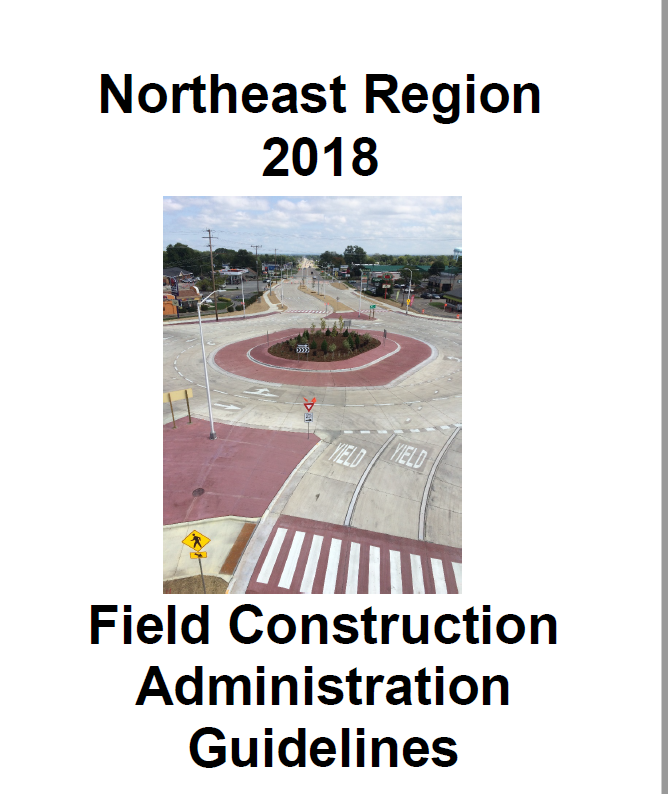 Northeast Region
2018
YIELD YIELD
Field Construction
Administration
Guidelines